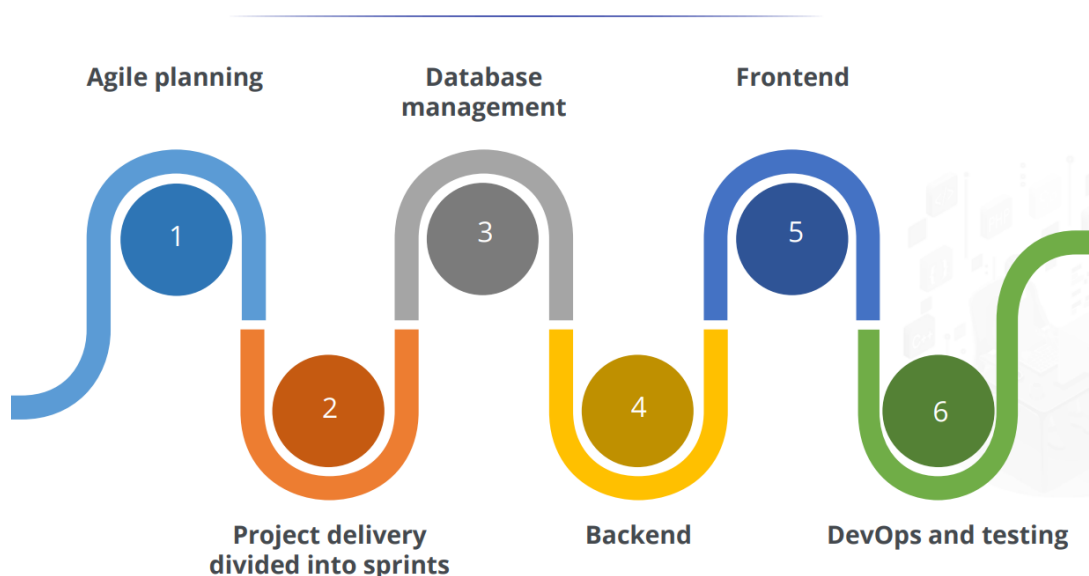 Agile planning
Database
management
Frontend
1
3
5
2
4
6
Project delivery
divided into sprints
Backend
DevOps and testing